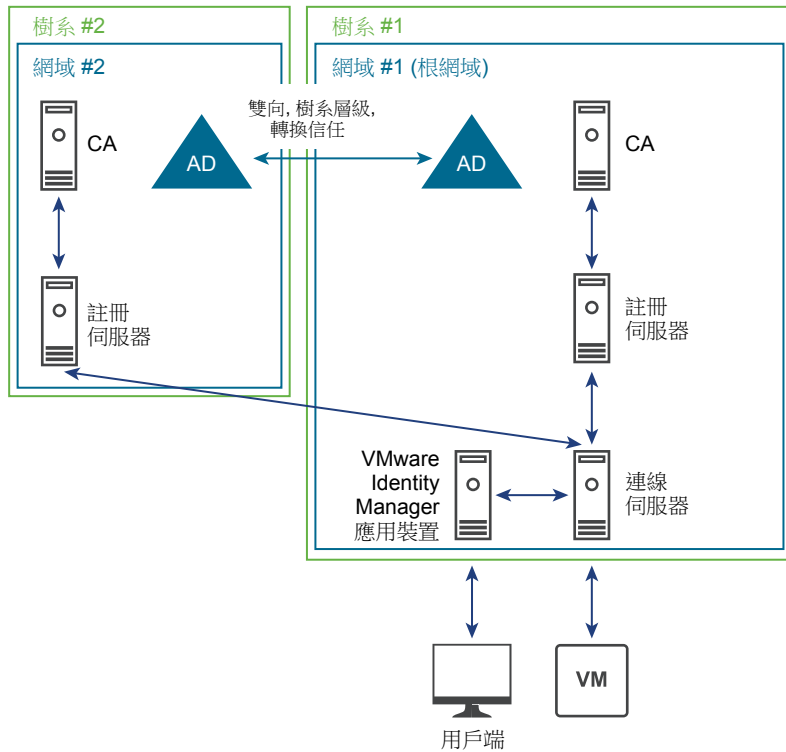 樹系 #2
網域 #2
CA
AD
註冊
伺服器
雙向, 樹系層級,
轉換信任
樹系 #1
網域 #1 (根網域)
AD
CA
註冊
伺服器
VMware
Identity
Manager
應用裝置
連線
伺服器
用戶端
VM